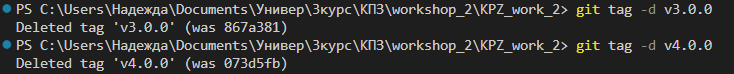 PS C:\Users\Надежда\Documents\Универ\3курс\КПЗ\workshop_2\KPZ_work_2> git tag -d v3.0.0
Deleted tag 'v3.0.0' (was 867a381)
PS C:\Users\Надежда\Documents\Универ\3курс\КПЗ\workshop_2\KPZ_work_2> git tag -d v4.0.0
Deleted tag 'v4.0.0' (was 073d5fb)